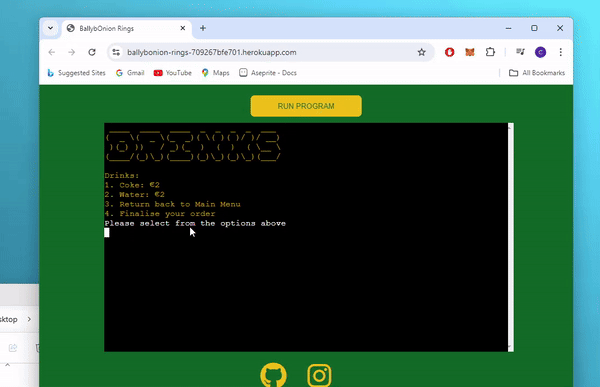 BallybOnion Rings
ballybonion-rings-709267bfe701.herokuapp.com
Suggested Sites Gmail YouTube Maps Aseprite - Docs All Bookmarks
RUN PROGRAM
DRINKS
Drinks:
1. Coke: €2
2. Water: €2
3. Return back to Main Menu
4. Finalise your order
Please select from the options above